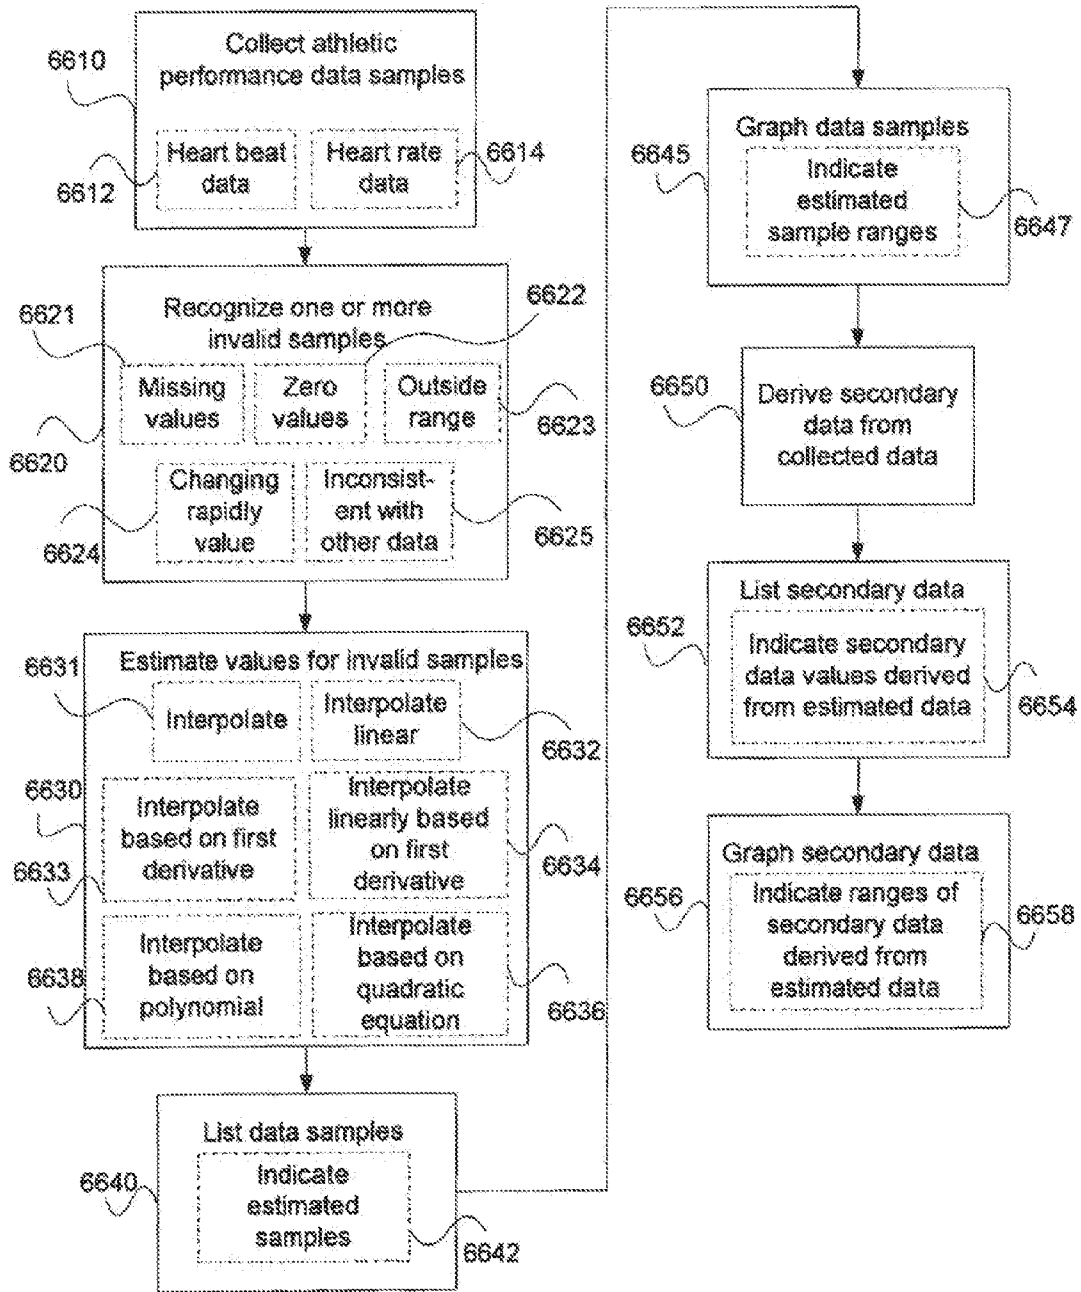 Collect athletic
performance data samples
6610
Heart beat
data
Heart rate
data
6614
6612
6621
6622
Recognize one or more
invalid samples
Missing
values
Zero
values
Outside
range
6623
6620
Changing
rapidly
value
Inconsist-
ent with
other data
6624
6625
6631
Estimate values for invalid samples
Interpolate
Interpolate
linear
6632
6630
Interpolate
based on first
derivative
Interpolate
linearly based
on first
derivative
6633
6634
6638
Interpolate
based on
polynomial
Interpolate
based on
quadratic
equation
6636
List data samples
Indicate
estimated
samples
6640
6642
Graph data samples
6645
Indicate
estimated
sample ranges
6647
6650
Derive secondary
data from
collected data
List secondary data
6652
Indicate secondary
data values derived
from estimated data
6654
Graph secondary data
6656
Indicate ranges of
secondary data
derived from
estimated data
6658